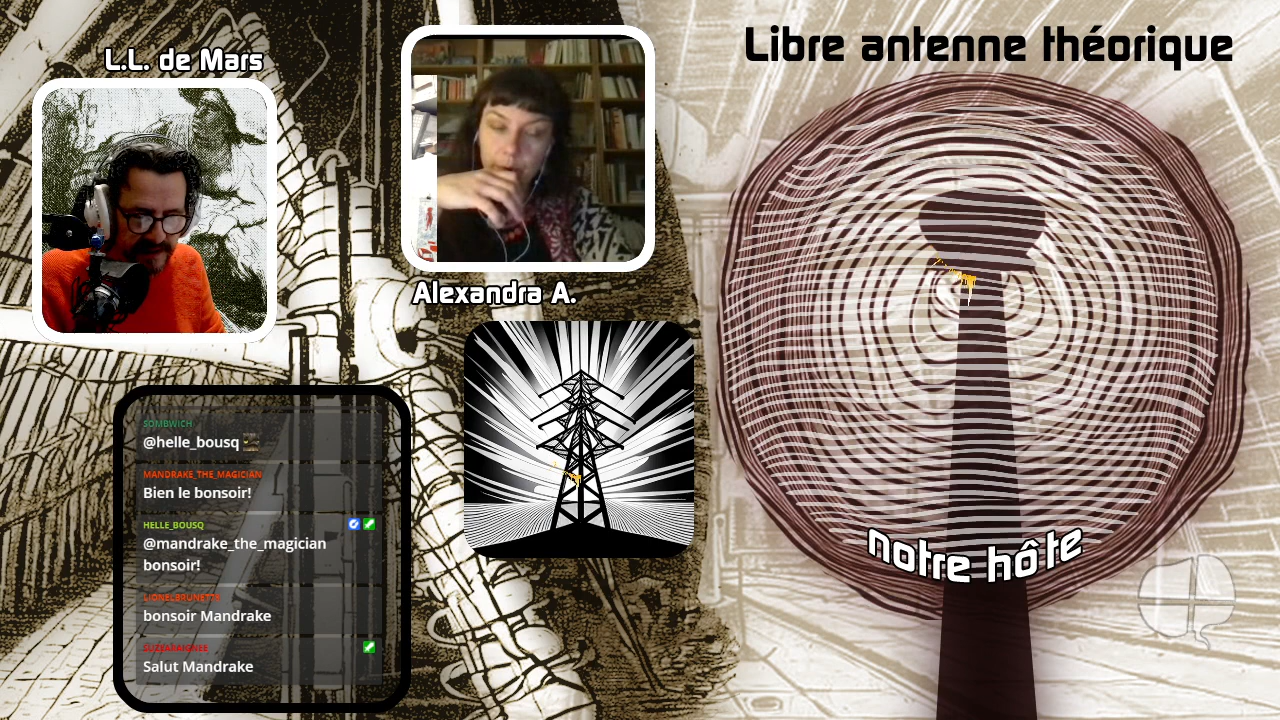 L.L. de Mars
Alexandra A.
Libre antenne théorique
notre hôte
SOMBWICH
@helle_bousq
MANDRAKE_THE_MAGICIAN
Bien le bonsoir!
HELLE_BOUSQ
@mandrake_the_magician
bonsoir!
LIONELBRUNETTE
bonsoir Mandrake
Salut Mandrake